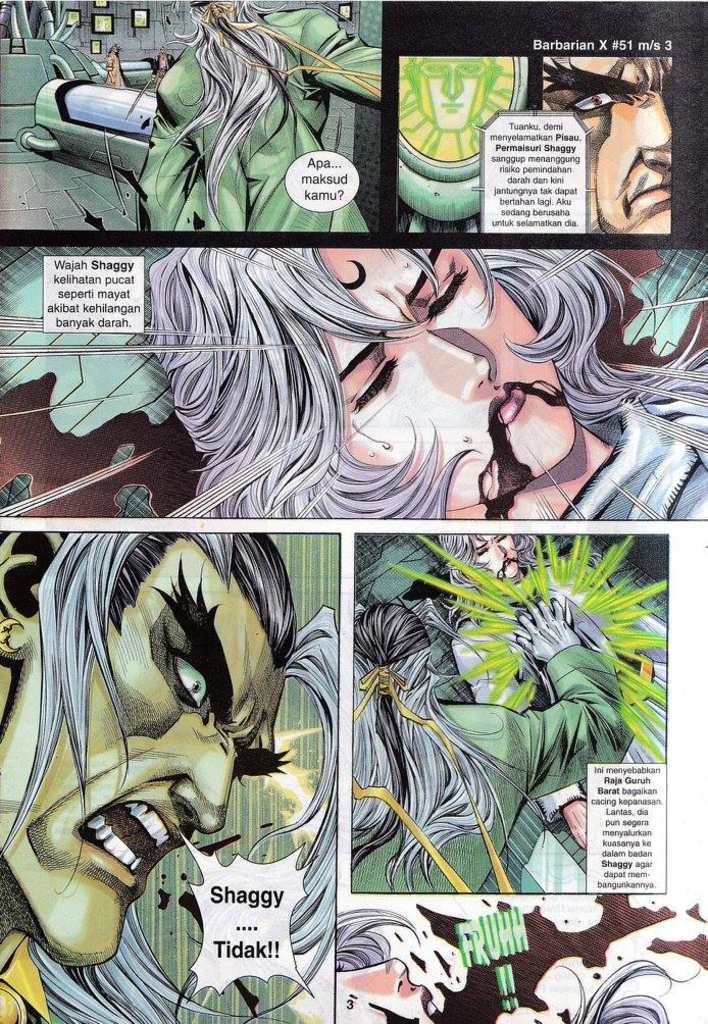 Barbarian X #51 m/s 3
Apa...
maksud
kamu?
Tuanku, demi
menyelamatkan Pisau,
Permaisuri Shaggy
sanggup menanggung
risiko pemindahan
darah dan kini
jantungnya tak dapat
bertahan lagi. Aku
sedang berusaha
untuk selamatkan dia.
Wajah Shaggy
kelihatan pucat
seperti mayat
akibat kehilangan
banyak darah.
Shaggy
....
Tidak!!
Ini menyebabkan
Raja Guruh
Barat bagaikan
cacing kepanasan.
Lantas, dia
pun segera
menyalurkan
kuasanya ke
dalam badan
Shaggy agar
dapat mem-
bangunkannya.
FRUHH
!!
3